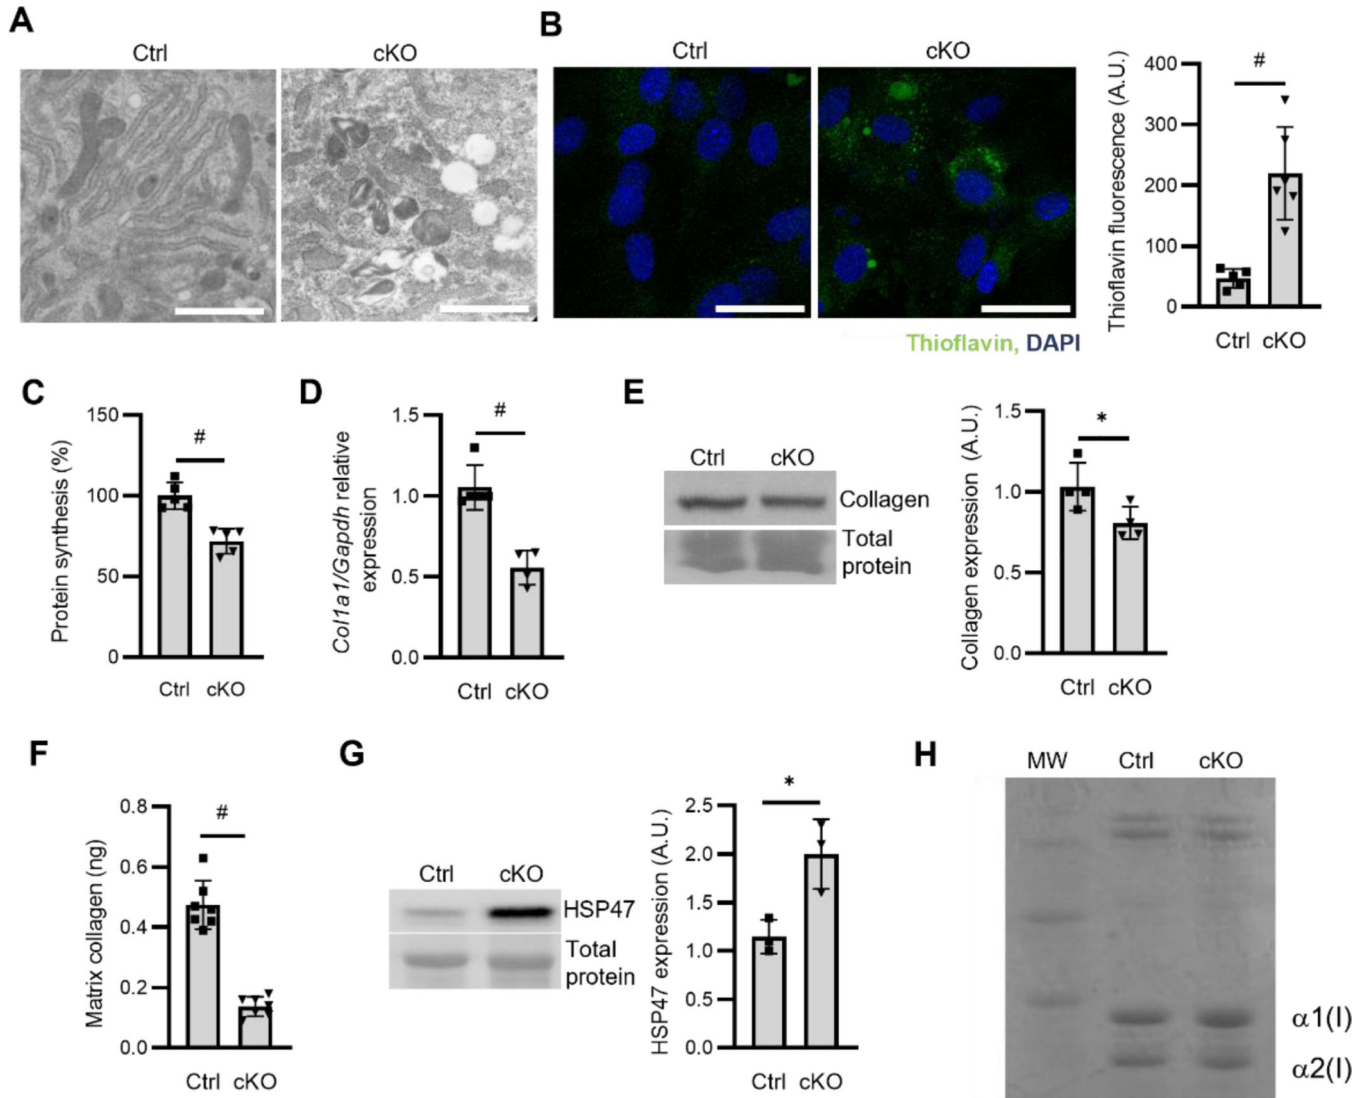 A
Ctrl
cKO
B
Ctrl
cKO
Thioflavin, DAPI
Thioflavin fluorescence (A.U.)
400
300
200
100
0
#
Ctrl cKO
C
Protein synthesis (%)
150
100
50
0
#
Ctrl cKO
D
Col1a1/Gapdh relative
expression
1.5
1.0
0.5
0.0
#
Ctrl cKO
E
Ctrl cKO
Collagen
Total
protein
Collagen expression (A.U.)
1.5
1.0
0.5
0.0
*
Ctrl cKO
F
Matrix collagen (ng)
0.8
0.6
0.4
0.2
0.0
#
Ctrl cKO
G
Ctrl cKO
HSP47
Total
protein
HSP47 expression (A.U.)
2.5
2.0
1.5
1.0
0.5
0.0
*
Ctrl cKO
H
MW Ctrl cKO
α1(I)
α2(I)